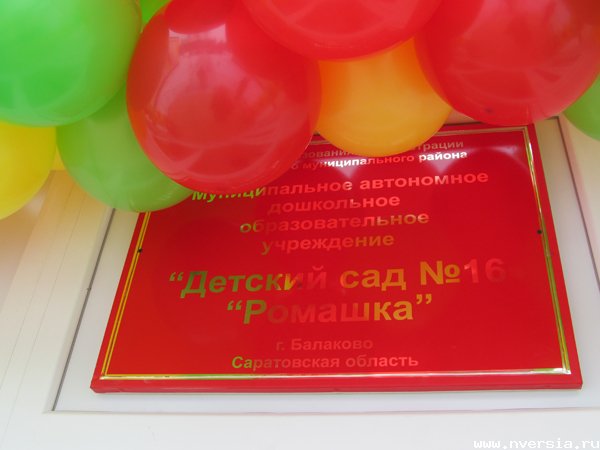 муниципального района
Муниципальное автономное
дошкольное
образовательное
учреждение
“Детский сад №16
“Ромашка”
г. Балаково
Саратовская область
www.nversia.ru